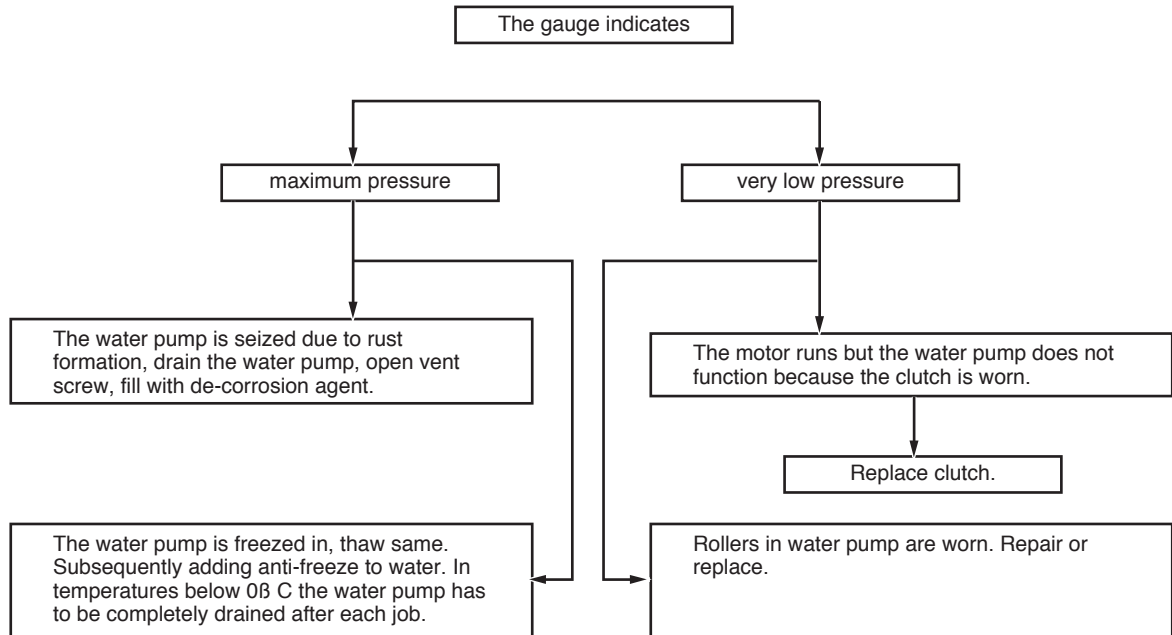 The gauge indicates
maximum pressure
very low pressure
The water pump is seized due to rust
formation, drain the water pump, open vent
screw, fill with de-corrosion agent.
The motor runs but the water pump does not
function because the clutch is worn.
Replace clutch.
The water pump is freezed in, thaw same.
Subsequently adding anti-freeze to water. In
temperatures below 0ß C the water pump has
to be completely drained after each job.
Rollers in water pump are worn. Repair or
replace.